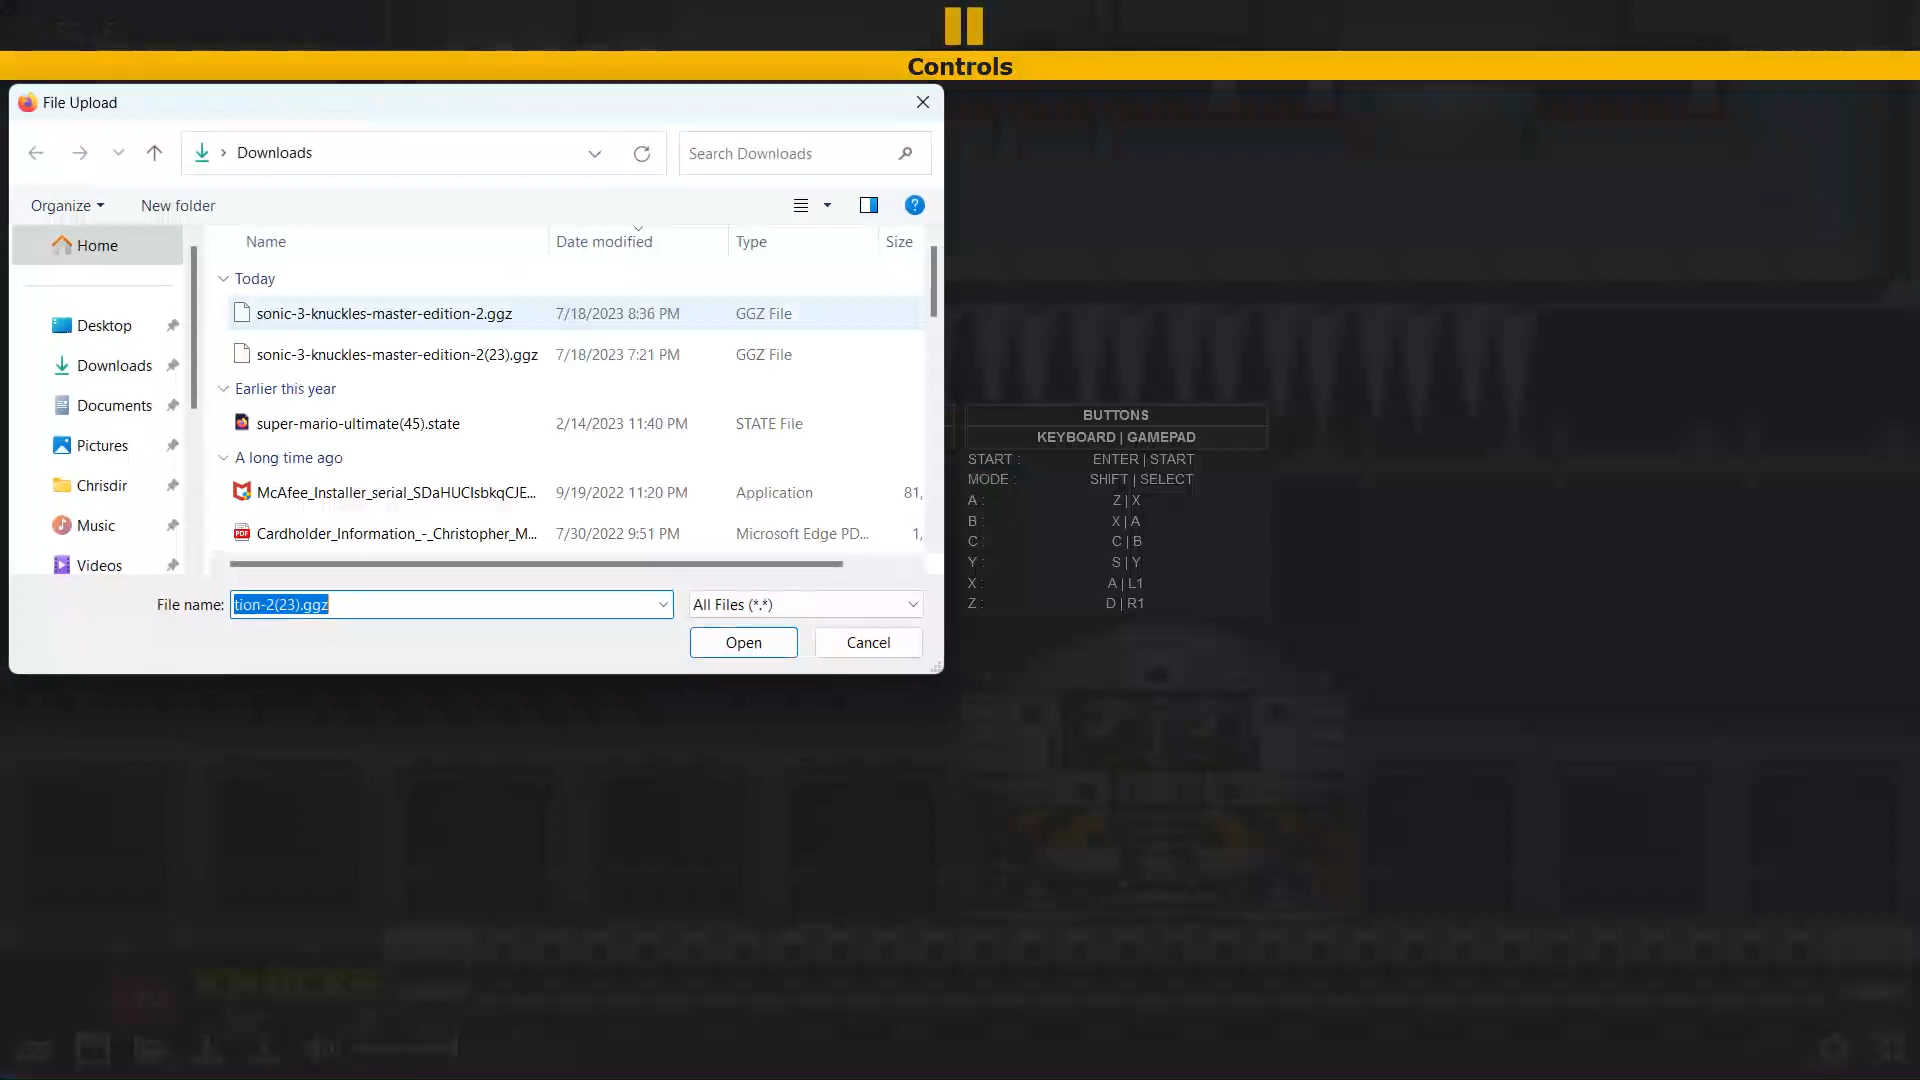 Controls
File Upload
Downloads
Search Downloads
Organize
New folder
Name Date modified Type Size
Home
Desktop
Downloads
Documents
Pictures
Chrisdir
Music
Videos
Today
sonic-3-knuckles-master-edition-2.ggz 7/18/2023 8:36 PM GGZ File
sonic-3-knuckles-master-edition-2(23).ggz 7/18/2023 7:21 PM GGZ File
Earlier this year
super-mario-ultimate(45).state 2/14/2023 11:40 PM STATE File
A long time ago
McAfee_Installer_serial_SDaHUCIsbkqCJE... 9/19/2022 11:20 PM Application 81,
Cardholder_Information_-_Christopher_M... 7/30/2022 9:51 PM Microsoft Edge PD... 1,
File name: tion-2(23).ggz All Files (*.*)
Open Cancel
BUTTONS
KEYBOARD | GAMEPAD
START : ENTER | START
MODE : SHIFT | SELECT
A : Z | X
B : X | A
C : C | B
Y : S | Y
X : A | L1
Z : D | R1